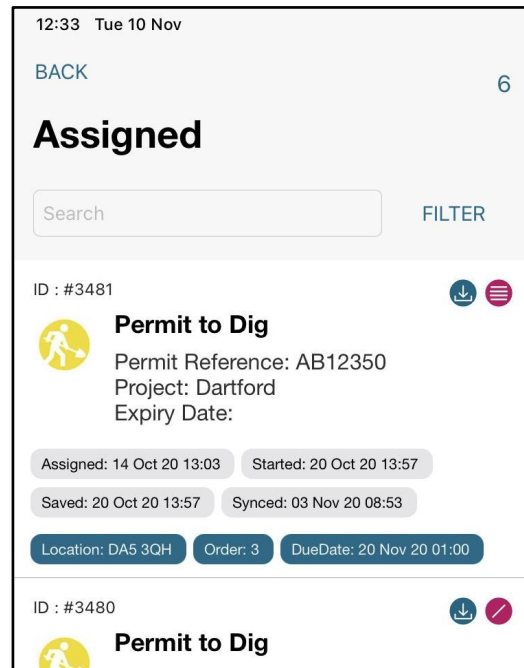 12:33 Tue 10 Nov
BACK
6
Assigned
Search
FILTER
ID : #3481
Permit to Dig
Permit Reference: AB12350
Project: Dartford
Expiry Date:
Assigned: 14 Oct 20 13:03 Started: 20 Oct 20 13:57
Saved: 20 Oct 20 13:57 Synced: 03 Nov 20 08:53
Location: DA5 3QH Order: 3 DueDate: 20 Nov 20 01:00
ID : #3480
Permit to Dig